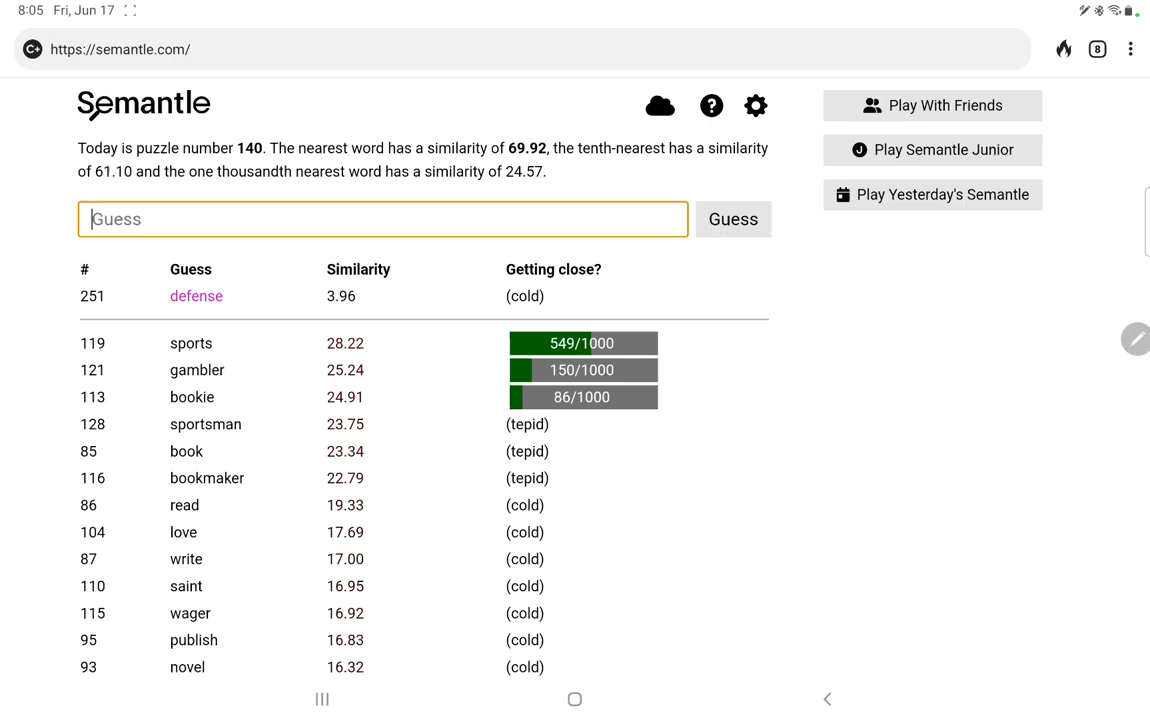 8:05 Fri, Jun 17
C+ https://semantle.com/ 8
Semantle
Play With Friends
Today is puzzle number 140. The nearest word has a similarity of 69.92, the tenth-nearest has a similarity
of 61.10 and the one thousandth nearest word has a similarity of 24.57.
J Play Semantle Junior
Play Yesterday's Semantle
Guess Guess
# Guess Similarity Getting close?
251 defense 3.96 (cold)
119 sports 28.22 549/1000
121 gambler 25.24 150/1000
113 bookie 24.91 86/1000
128 sportsman 23.75 (tepid)
85 book 23.34 (tepid)
116 bookmaker 22.79 (tepid)
86 read 19.33 (cold)
104 love 17.69 (cold)
87 write 17.00 (cold)
110 saint 16.95 (cold)
115 wager 16.92 (cold)
95 publish 16.83 (cold)
93 novel 16.32 (cold)